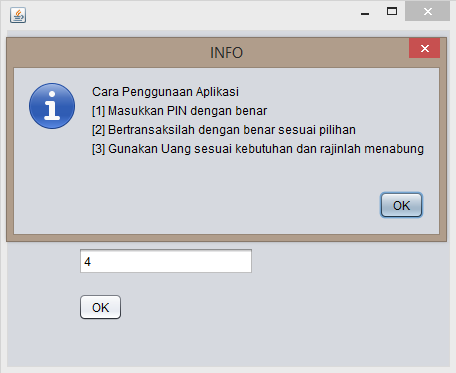 INFO
Cara Penggunaan Aplikasi
[1] Masukkan PIN dengan benar
[2] Bertransaksilah dengan benar sesuai pilihan
[3] Gunakan Uang sesuai kebutuhan dan rajinlah menabung
OK
4
OK